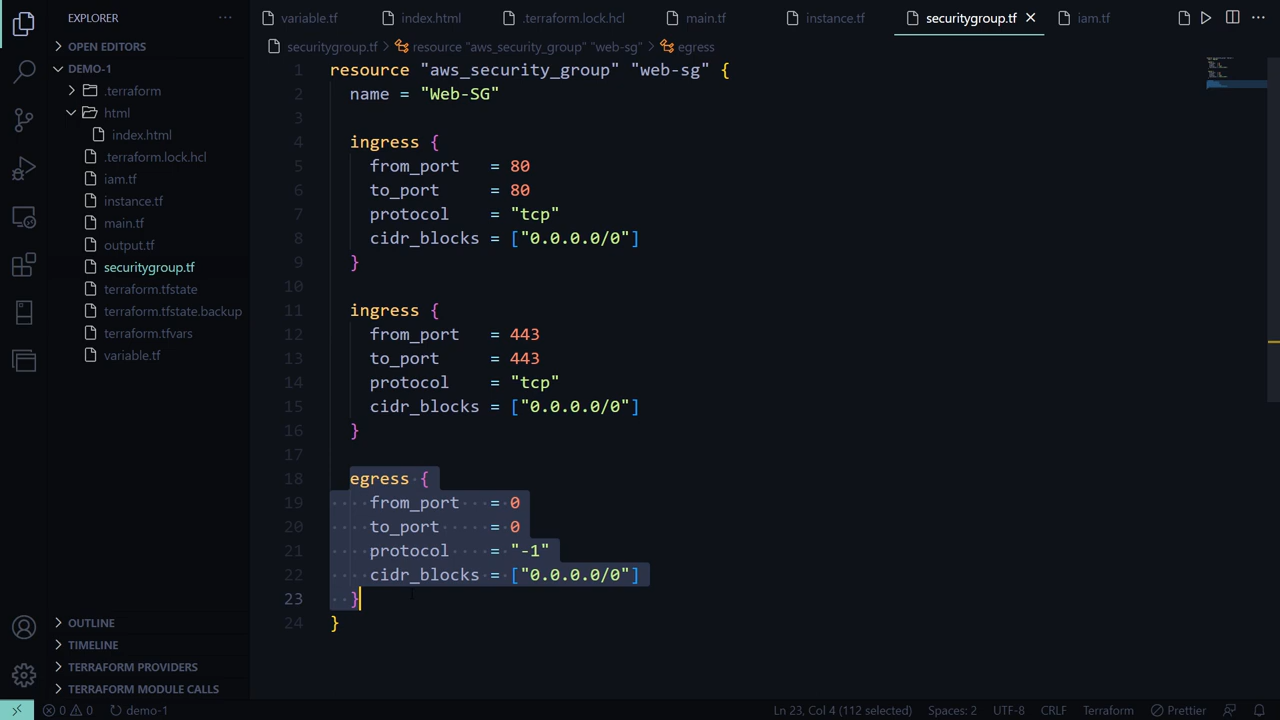 EXPLORER
OPEN EDITORS
DEMO-1
.terraform
html
index.html
.terraform.lock.hcl
iam.tf
instance.tf
main.tf
output.tf
securitygroup.tf
terraform.tfstate
terraform.tfstate.backup
terraform.tfvars
variable.tf
OUTLINE
TIMELINE
TERRAFORM PROVIDERS
TERRAFORM MODULE CALLS
variable.tf index.html .terraform.lock.hcl main.tf instance.tf securitygroup.tf iam.tf
securitygroup.tf > resource "aws_security_group" "web-sg" > egress
1 resource "aws_security_group" "web-sg" {
2 name = "Web-SG"
3
4 ingress {
5 from_port = 80
6 to_port = 80
7 protocol = "tcp"
8 cidr_blocks = ["0.0.0.0/0"]
9 }
10
11 ingress {
12 from_port = 443
13 to_port = 443
14 protocol = "tcp"
15 cidr_blocks = ["0.0.0.0/0"]
16 }
17
18 egress {
19 from_port = 0
20 to_port = 0
21 protocol = "-1"
22 cidr_blocks = ["0.0.0.0/0"]
23 }
24 }
0 0 demo-1 Ln 23, Col 4 (112 selected) Spaces: 2 UTF-8 CRLF Terraform Prettier